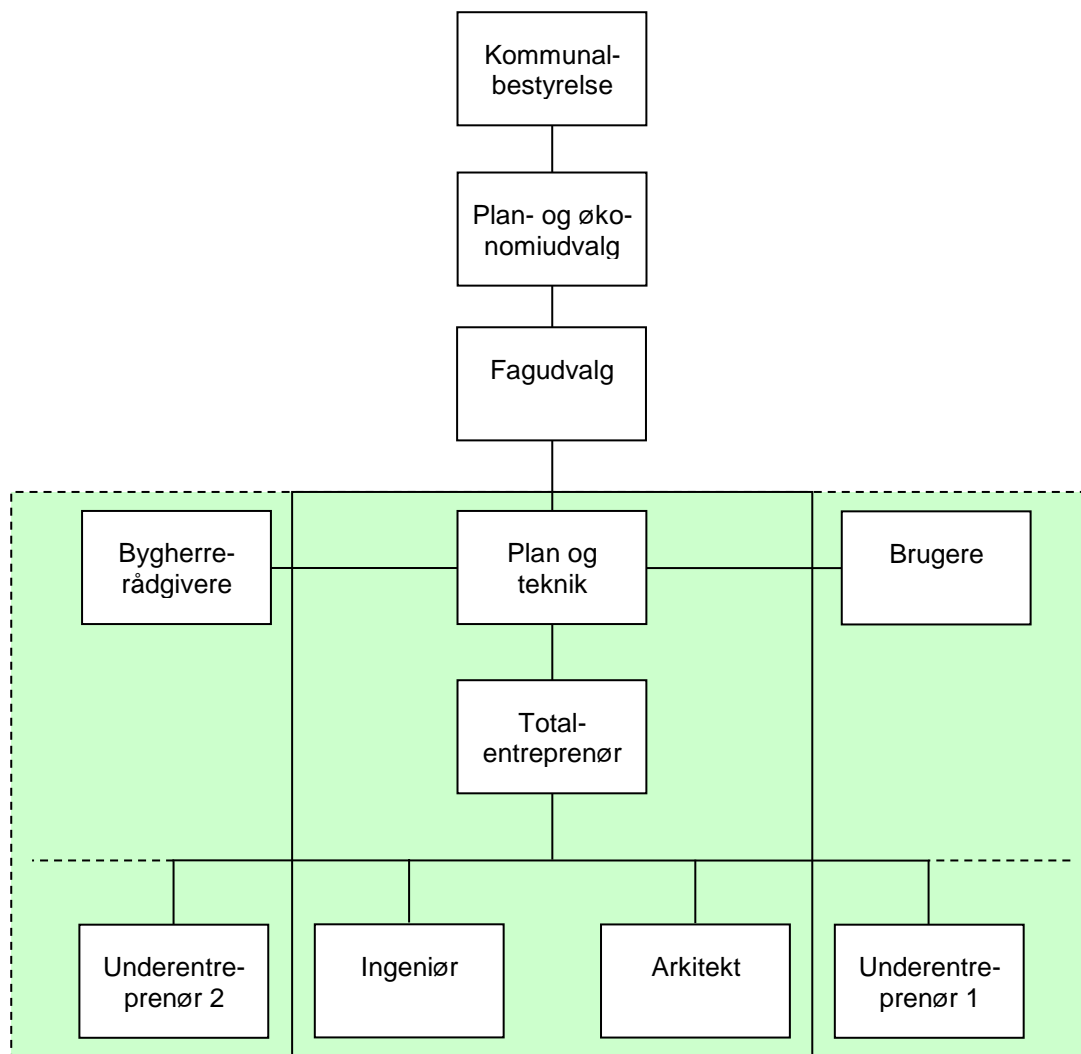 Kommunal-
bestyrelse
Plan- og øko-
nomiudvalg
Fagudvalg
Bygherre-
rådgivere
Plan og
teknik
Brugere
Total-
entreprenør
Underentre-
prenør 2
Ingeniør
Arkitekt
Underentre-
prenør 1